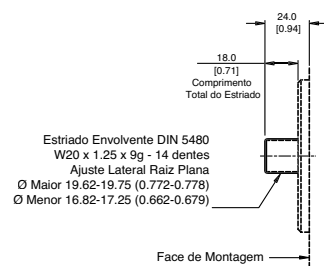 24.0
[0.94]
18.0
[0.71]
Comprimento
Total do Estriado
Estriado Envolvente DIN 5480
W20 x 1.25 x 9g - 14 dentes
Ajuste Lateral Raiz Plana
Ø Maior 19.62-19.75 (0.772-0.778)
Ø Menor 16.82-17.25 (0.662-0.679)
Face de Montagem